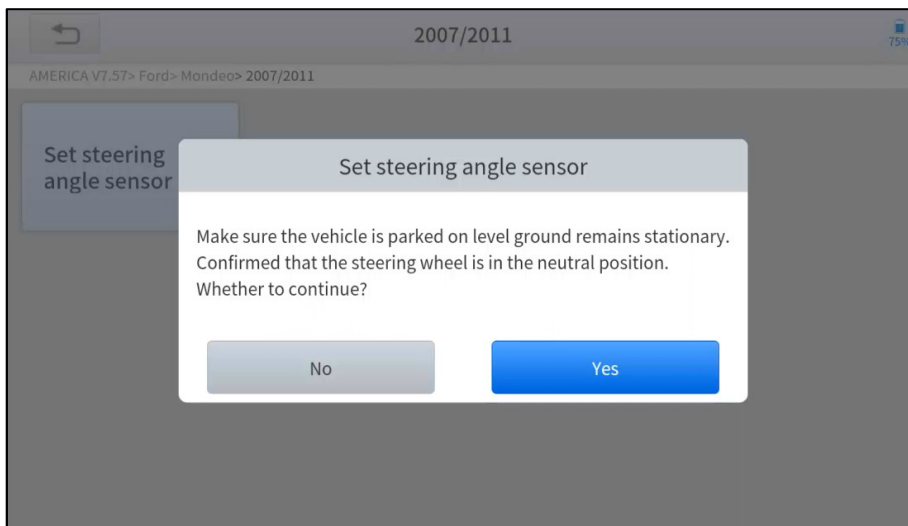 2007/2011
75%
AMERICA V7.57> Ford> Mondeo> 2007/2011
Set steering
angle sensor
Set steering angle sensor
Make sure the vehicle is parked on level ground remains stationary.
Confirmed that the steering wheel is in the neutral position.
Whether to continue?
No
Yes